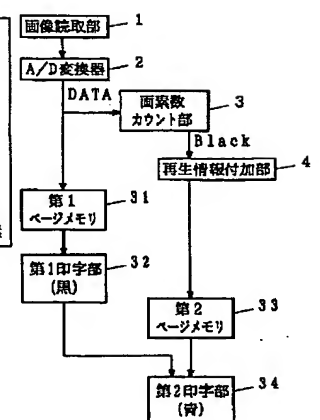 画像読取部
1
A/D変換器
2
DATA
画素数
カウント部
3
Black
再生情報付加部
4
第1
ページメモリ
31
第1印字部
(黒)
32
第2
ページメモリ
33
第2印字部
(青)
34